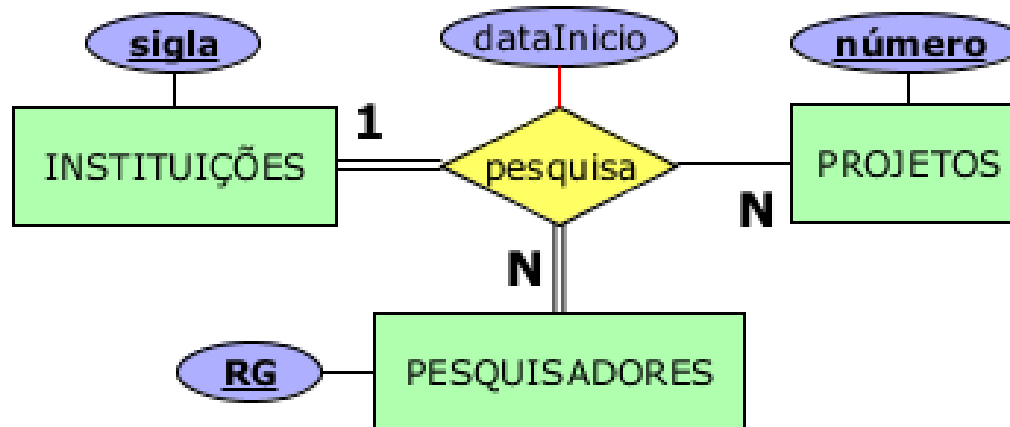 sigla
dataInicio
número
1
INSTITUIÇÕES
pesquisa
PROJETOS
N
N
RG
PESQUISADORES